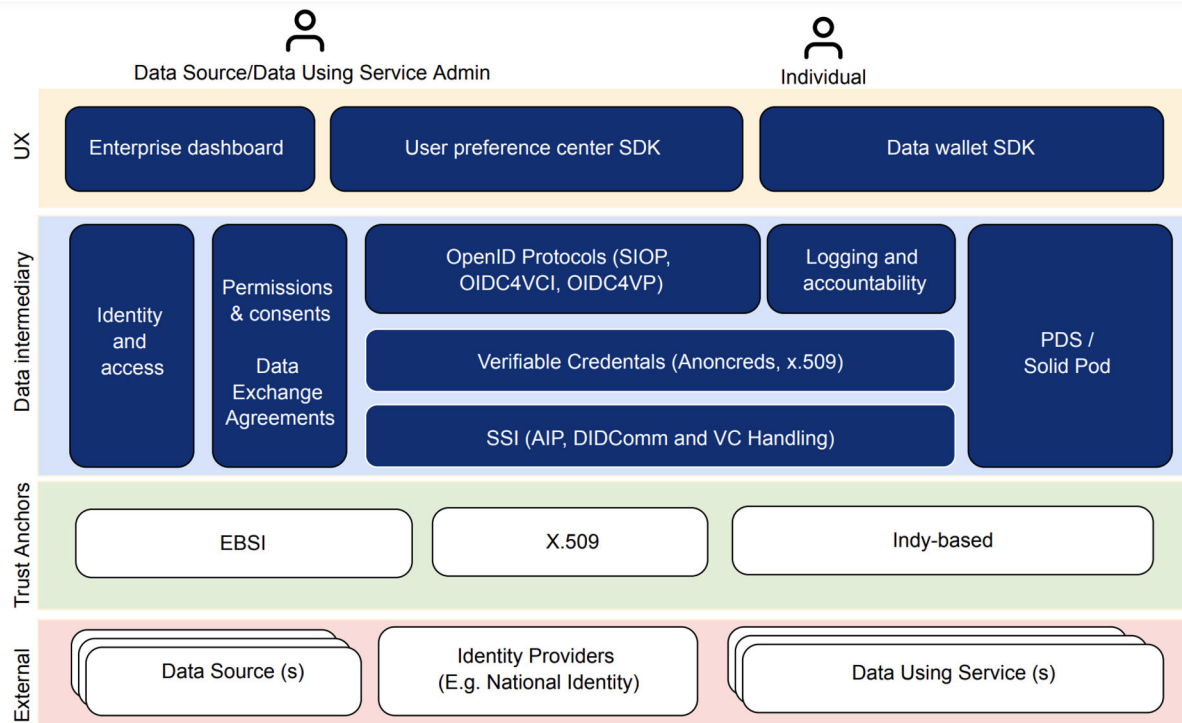 Data Source/Data Using Service Admin
Individual
UX
Enterprise dashboard
User preference center SDK
Data wallet SDK
Data intermediary
Identity
and
access
Permissions
& consents
Data
Exchange
Agreements
OpenID Protocols (SIOP,
OIDC4VCI, OIDC4VP)
Logging and
accountability
Verifiable Credentals (Anoncreds, x.509)
SSI (AIP, DIDComm and VC Handling)
PDS /
Solid Pod
Trust Anchors
EBSI
X.509
Indy-based
External
Data Source (s)
Identity Providers
(E.g. National Identity)
Data Using Service (s)